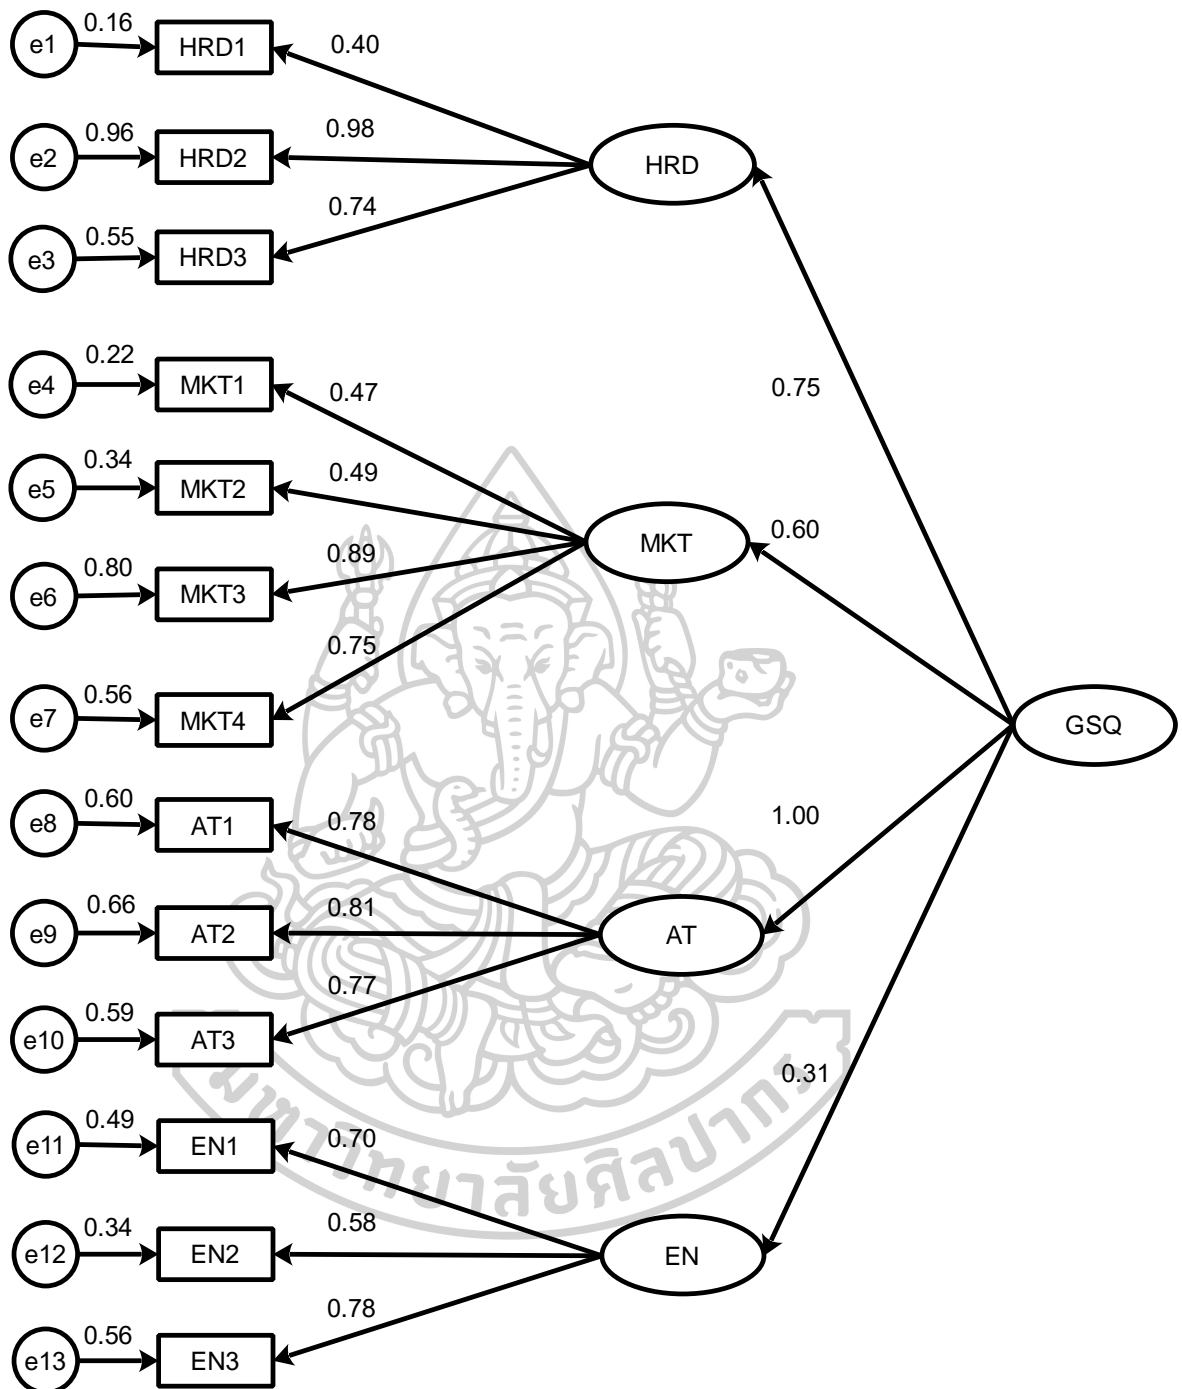 0.16
e1 HRD1 0.40
0.96 0.98
e2 HRD2 HRD
0.55 0.74
e3 HRD3
0.22
e4 MKT1 0.47 0.75
0.34 0.49
e5 MKT2
0.80 0.89 MKT 0.60
e6 MKT3
0.56 0.75
e7 MKT4 GSQ
0.60 0.78 1.00
e8 AT1
0.66 0.81
e9 AT2 AT
0.59 0.77
e10 AT3
0.49 0.70 0.31
e11 EN1
0.34 0.58
e12 EN2 EN
0.56 0.78
e13 EN3
มหาวิทยาลัยศิลปากร